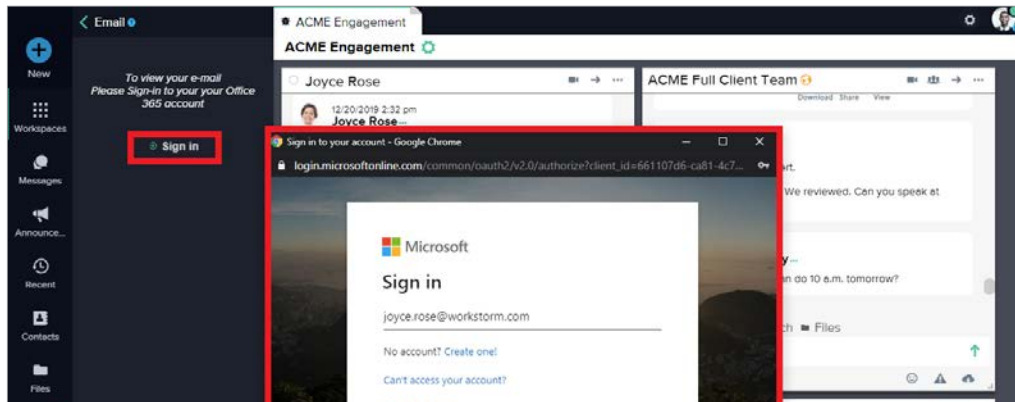 Email
ACME Engagement
ACME Engagement
New
Workspaces
Messages
Announce...
Recent
Contacts
Files
To view your e-mail
Please Sign-in to your your Office
365 account
Sign in
Joyce Rose
12/20/2019 2:32 pm
Joyce Rose...
ACME Full Client Team
Download Share View
rt.
We reviewed. Can you speak at
y...
n do 10 a.m. tomorrow?
ch Files
Sign in to your account - Google Chrome
login.microsoftonline.com/common/oauth2/v2.0/authorize?client_id=661107d6-ca81-4c7...
Microsoft
Sign in
joyce.rose@workstorm.com
No account? Create one!
Can't access your account?